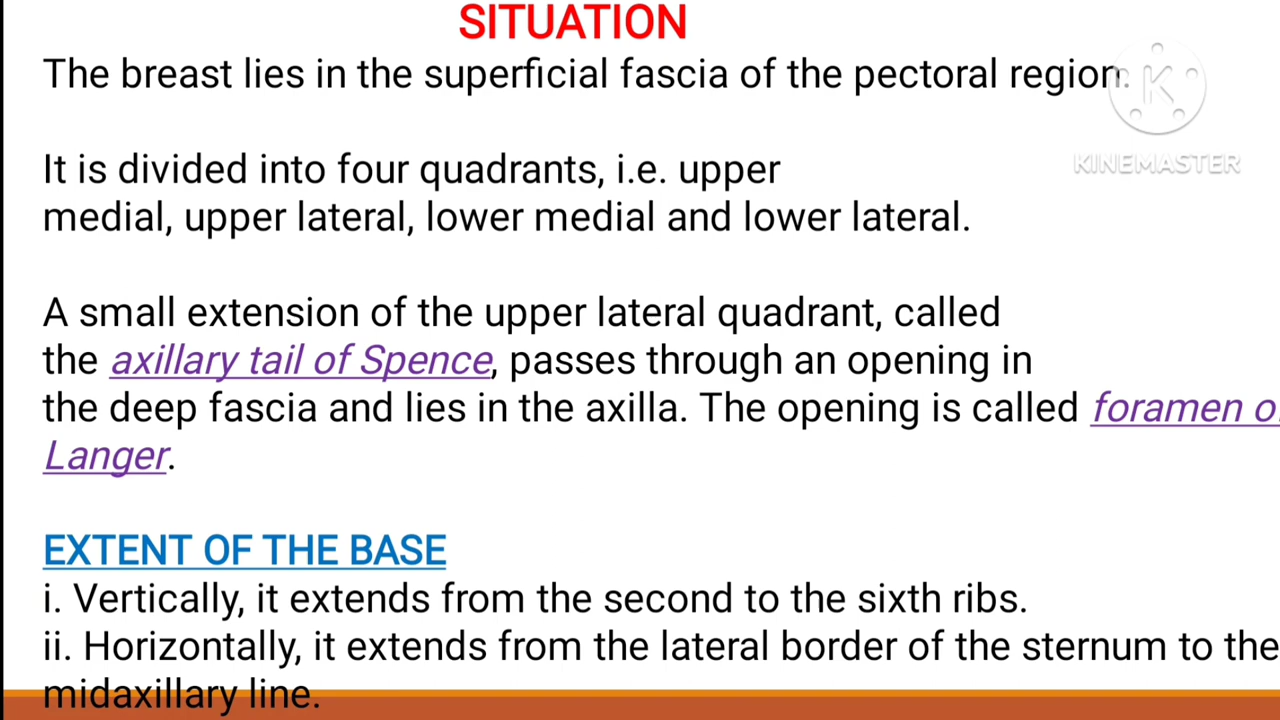 SITUATION
The breast lies in the superficial fascia of the pectoral region.
KINEMASTER
It is divided into four quadrants, i.e. upper
medial, upper lateral, lower medial and lower lateral.
A small extension of the upper lateral quadrant, called
the axillary tail of Spence, passes through an opening in
the deep fascia and lies in the axilla. The opening is called foramen of
Langer.
EXTENT OF THE BASE
i. Vertically, it extends from the second to the sixth ribs.
ii. Horizontally, it extends from the lateral border of the sternum to the
midaxillary line.